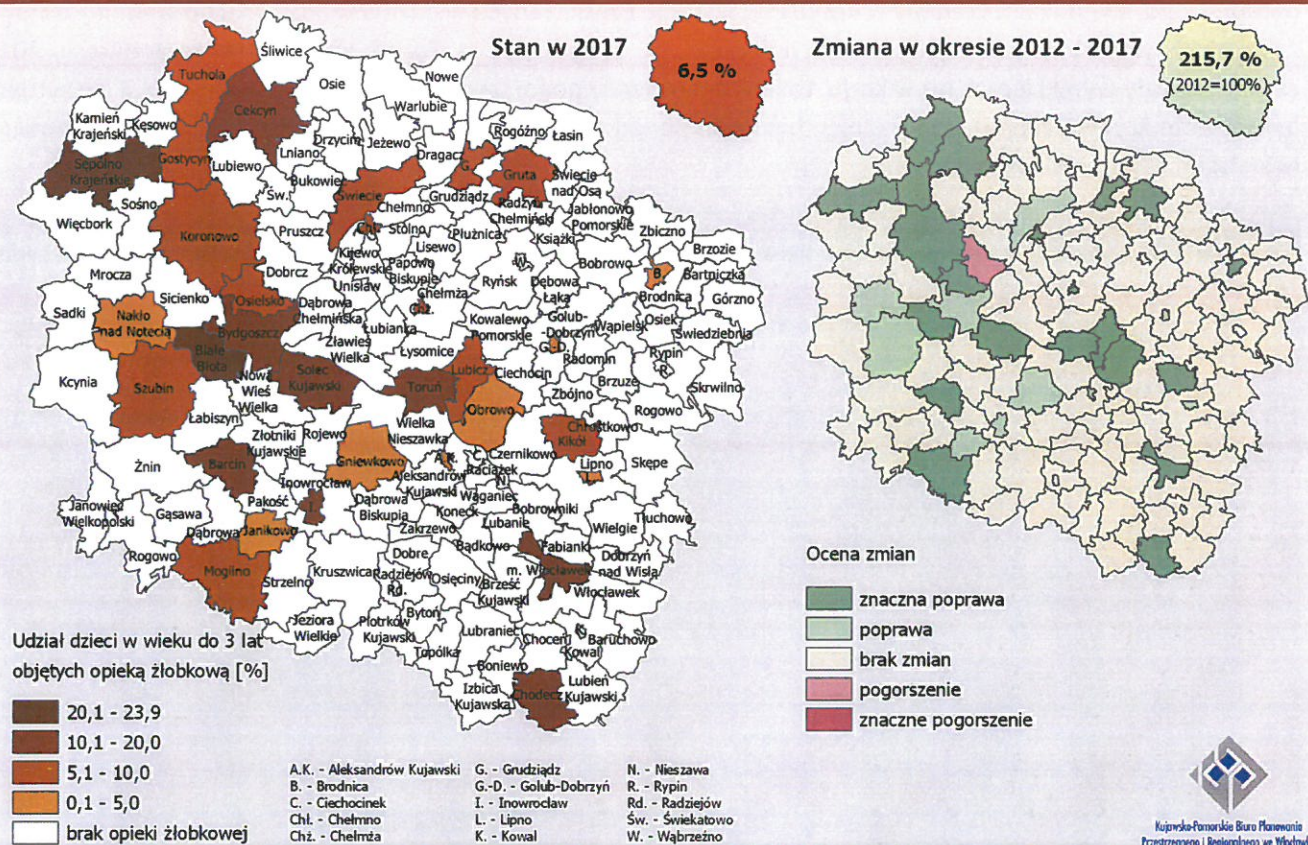 Stan w 2017
6,5 %
Zmiana w okresie 2012 - 2017
215,7 %
(2012=100%)
Śliwice
Tuchola
Osie
Nowe
Cekcyn
Warlubie
Kamień
Krajeński
Kęsowo
Rogóźno
Łasin
Drzycim
Jeżewo
Gostycyn
Lniano
Dragacz
G.
Gruta
Sępólno
Krajeńskie
Lubiewo
Bukowiec
Świecie
nad Osą
Sośno
Św.
Świecie
Grudziądz
Radzyń
Chełmiński
Więcbork
Chełmno
Jabłonowo
Pomorskie
Koronowo
Pruszcz
Chł.
Stolno
Płużnica
Książki
Zbiczno
Kijewo
Królewskie
Lisewo
Bobrowo
Brzozie
Mrocza
Dobrcz
Papowo
Biskupie
W.
B.
Bartniczka
Unisław
Ryńsk
Dębowa
Łąka
Brodnica
Sicienko
Osielsko
Dąbrowa
Chełmińska
Chełmża
Chż.
Górzno
Sadki
Nakło
nad Notecią
Kowalewo
Pomorskie
Golub-
Dobrzyń
Wąpielsk
Osiek
Bydgoszcz
Łubianka
Świedziebnia
G.-D.
Białe
Błota
Zławieś
Wielka
Łysomice
Radomin
Rypin
R.
Kcynia
Szubin
Nowa
Wieś
Wielka
Solec
Kujawski
Toruń
Lubicz
Ciechocin
Brzuze
Skrwilno
Zbójno
Łabiszyn
Obrowo
Rogowo
Złotniki
Kujawskie
Rojewo
Wielka
Nieszawka
Chrostkowo
Kikół
Żnin
Barcin
Gniewkowo
A.K.
C.
Czernikowo
Raciążek
Lipno
L.
Skępe
Inowrocław
Aleksandrów
Kujawski
N.
Janowiec
Wielkopolski
Gąsawa
Pakość
I.
Dąbrowa
Biskupia
Waganiec
Koneck
Bobrowniki
Tłuchowo
Dąbrowa
Janikowo
Zakrzewo
Lubanie
Wielgie
Rogowo
Dobre
Bądkowo
Fabianki
Dobrzyń
nad Wisłą
Mogilno
Strzelno
Kruszwica
Radziejów
Rd.
Osięciny
m. Włocławek
Brześć
Kujawski
Włocławek
Jeziora
Wielkie
Piotrków
Kujawski
Bytoń
Lubraniec
Choceń
Baruchowo
Topólka
Kowal
K.
Boniewo
Izbica
Kujawska
Chodecz
Lubień
Kujawski
Udział dzieci w wieku do 3 lat
objętych opieką żłobkową [%]
20,1 - 23,9
10,1 - 20,0
5,1 - 10,0
0,1 - 5,0
brak opieki żłobkowej
A.K. - Aleksandrów Kujawski
B. - Brodnica
C. - Ciechocinek
Chł. - Chełmno
Chż. - Chełmża
G. - Grudziądz
G.-D. - Golub-Dobrzyń
I. - Inowrocław
L. - Lipno
K. - Kowal
N. - Nieszawa
R. - Rypin
Rd. - Radziejów
Św. - Świekatowo
W. - Wąbrzeźno
Ocena zmian
znaczna poprawa
poprawa
brak zmian
pogorszenie
znaczne pogorszenie
Kujawsko-Pomorskie Biuro Planowania
Przestrzennego i Regionalnego we Włocławku